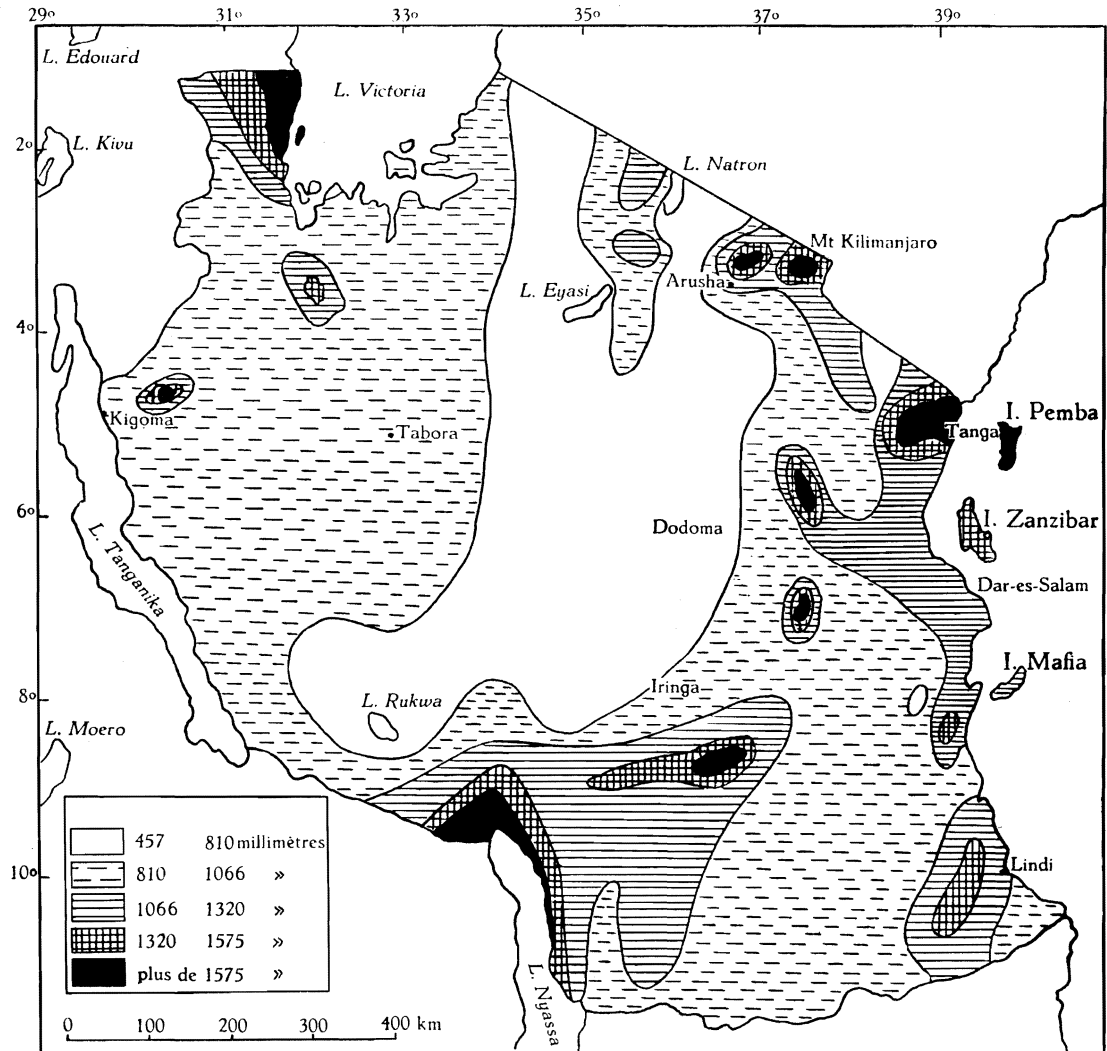 29° 31° 33° 35° 37° 39°
L. Edouard
L. Victoria
2°
L. Kivu
L. Natron
Mt Kilimanjaro
Arusha
L. Eyasi
4°
Kigoma
Tabora
I. Pemba
Tanga
6°
Dodoma
I. Zanzibar
L. Tanganika
Dar-es-Salam
I. Mafia
8°
L. Rukwa
Iringa
L. Moero
457 810 millimètres
810 1066 »
10°
Lindi
1066 1320 »
1320 1575 »
plus de 1575 »
L. Nyassa
0 100 200 300 400 km